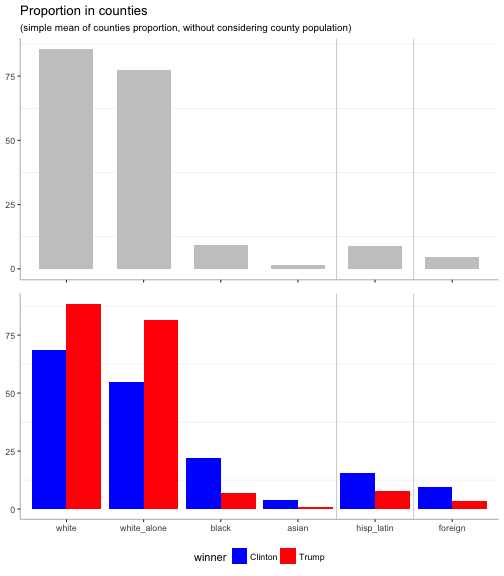 Proportion in counties
(simple mean of counties proportion, without considering county population)
75
50
25
0
75
50
25
0
white white_alone black asian hisp_latin foreign
winner Clinton Trump